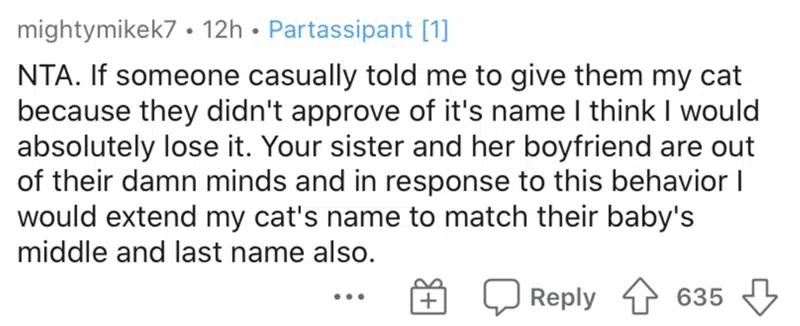 mightymikek7 • 12h • Partassipant [1]
NTA. If someone casually told me to give them my cat
because they didn't approve of it's name I think I would
absolutely lose it. Your sister and her boyfriend are out
of their damn minds and in response to this behavior I
would extend my cat's name to match their baby's
middle and last name also.
Reply 635